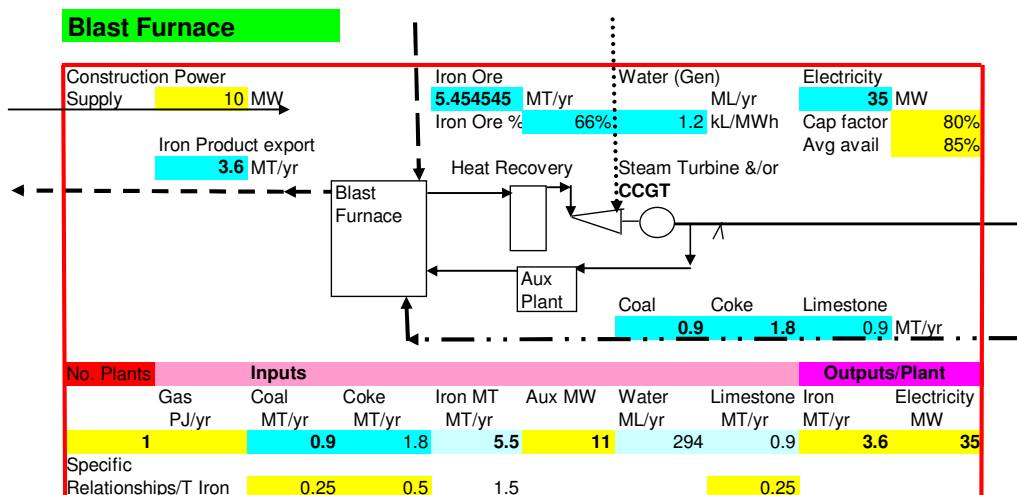 Blast Furnace
Construction Power Iron Ore Water (Gen) Electricity
Supply 10 MW 5.454545 MT/yr ML/yr 35 MW
Iron Ore % 66% 1.2 kL/MWh Cap factor 80%
Iron Product export Avg avail 85%
3.6 MT/yr Heat Recovery Steam Turbine &/or
Blast CCGT
Furnace
Aux
Plant Coal Coke Limestone
0.9 1.8 0.9 MT/yr
No. Plants Inputs Outputs/Plant
Gas Coal Coke Iron MT Aux MW Water Limestone Iron Electricity
PJ/yr MT/yr MT/yr MT/yr ML/yr MT/yr MT/yr MW
1 0.9 1.8 5.5 11 294 0.9 3.6 35
Specific
Relationships/T Iron 0.25 0.5 1.5 0.25